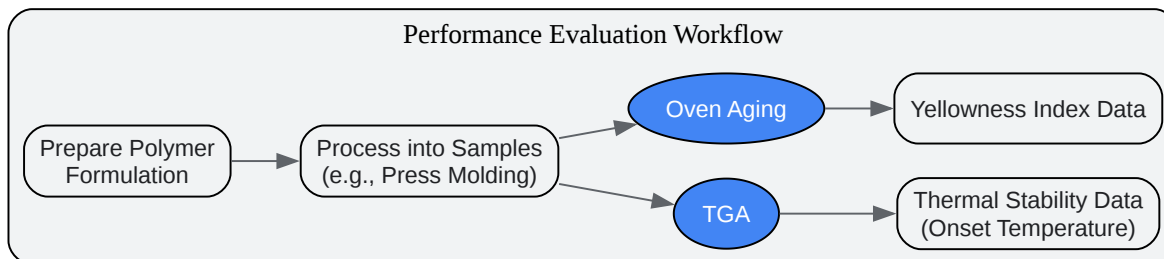 Performance Evaluation Workflow
Prepare Polymer
Formulation
Process into Samples
(e.g., Press Molding)
Oven Aging
Yellowness Index Data
TGA
Thermal Stability Data
(Onset Temperature)